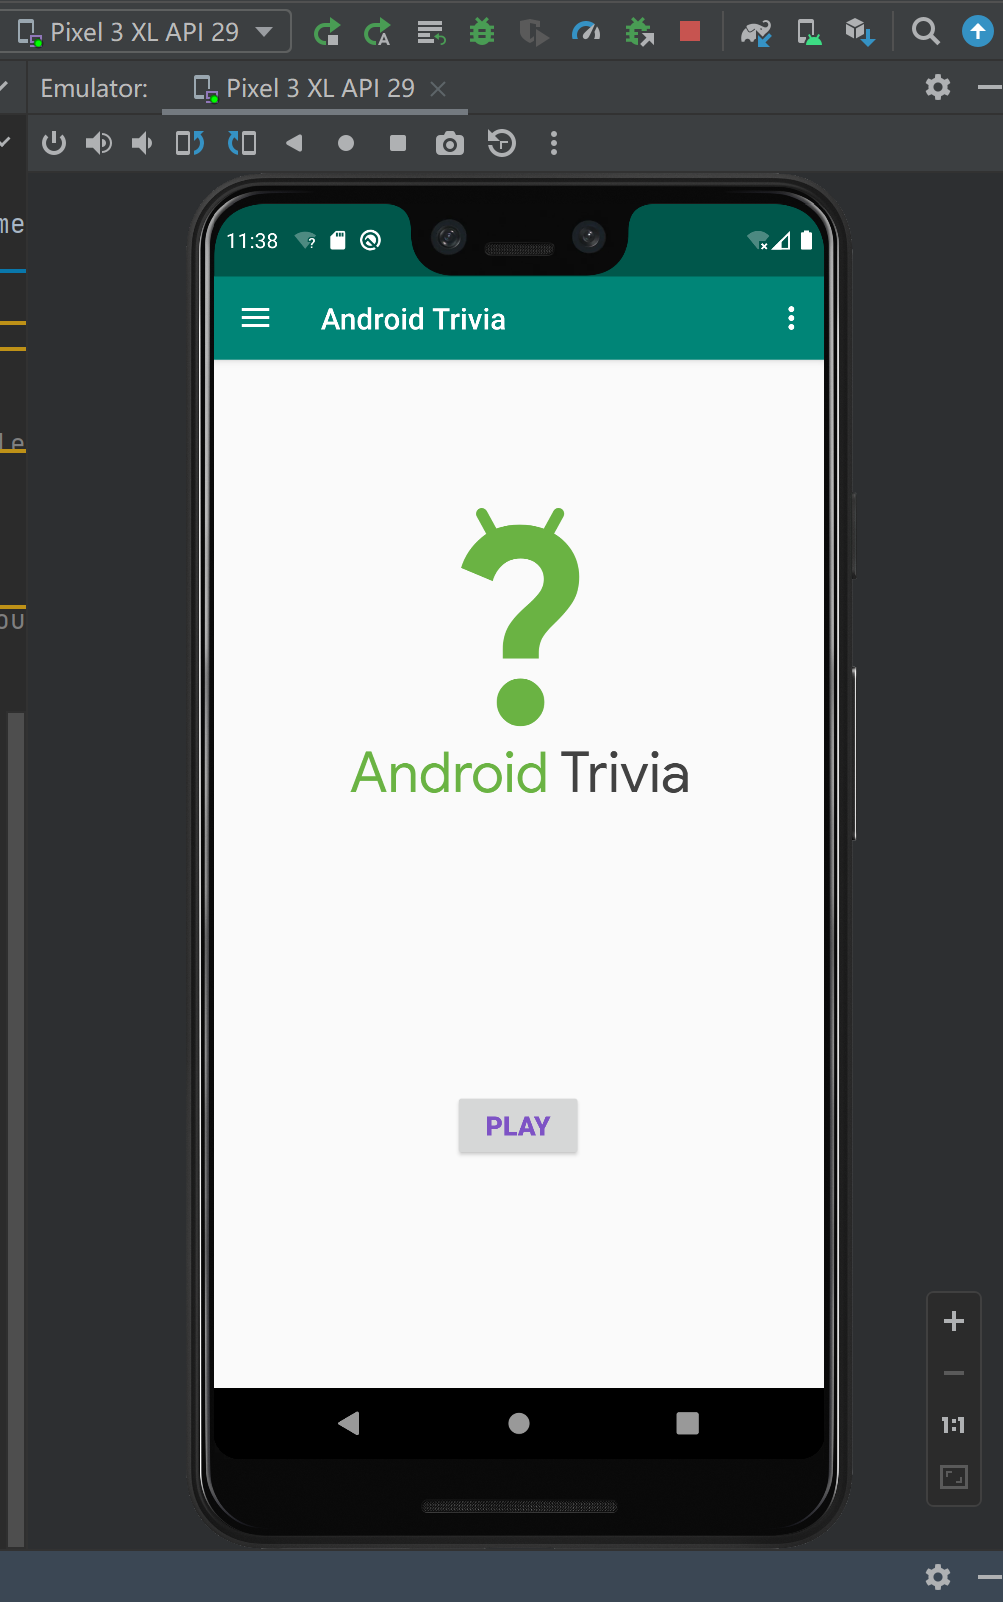 Pixel 3 XL API 29
Emulator: Pixel 3 XL API 29
me
11:38
Android Trivia
le
ou
Android Trivia
PLAY
1:1